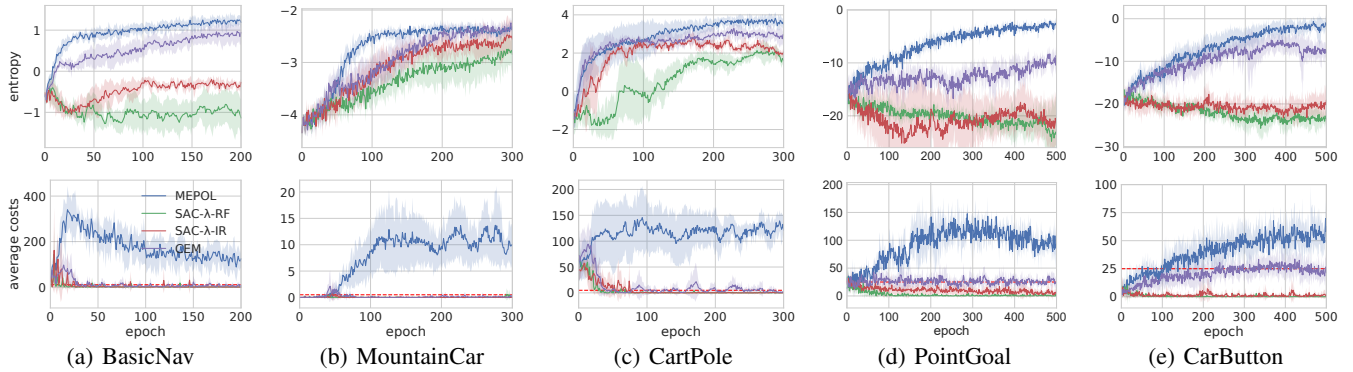 entropy
1
0
−1
0 50 100 150 200
−2
−3
−4
0 100 200 300
4
2
0
−2
0 100 200 300
0
−10
−20
0 100 200 300 400 500
0
−10
−20
−30
0 100 200 300 400 500
average costs
400
200
0
MEPOL
SAC-λ-RF
SAC-λ-IR
CEM
0 50 100 150 200
epoch
20
15
10
5
0
0 100 200 300
epoch
200
150
100
50
0
0 100 200 300
epoch
200
150
100
50
0
0 100 200 300 400 500
epoch
100
75
50
25
0
0 100 200 300 400 500
epoch
(a) BasicNav (b) MountainCar (c) CartPole (d) PointGoal (e) CarButton